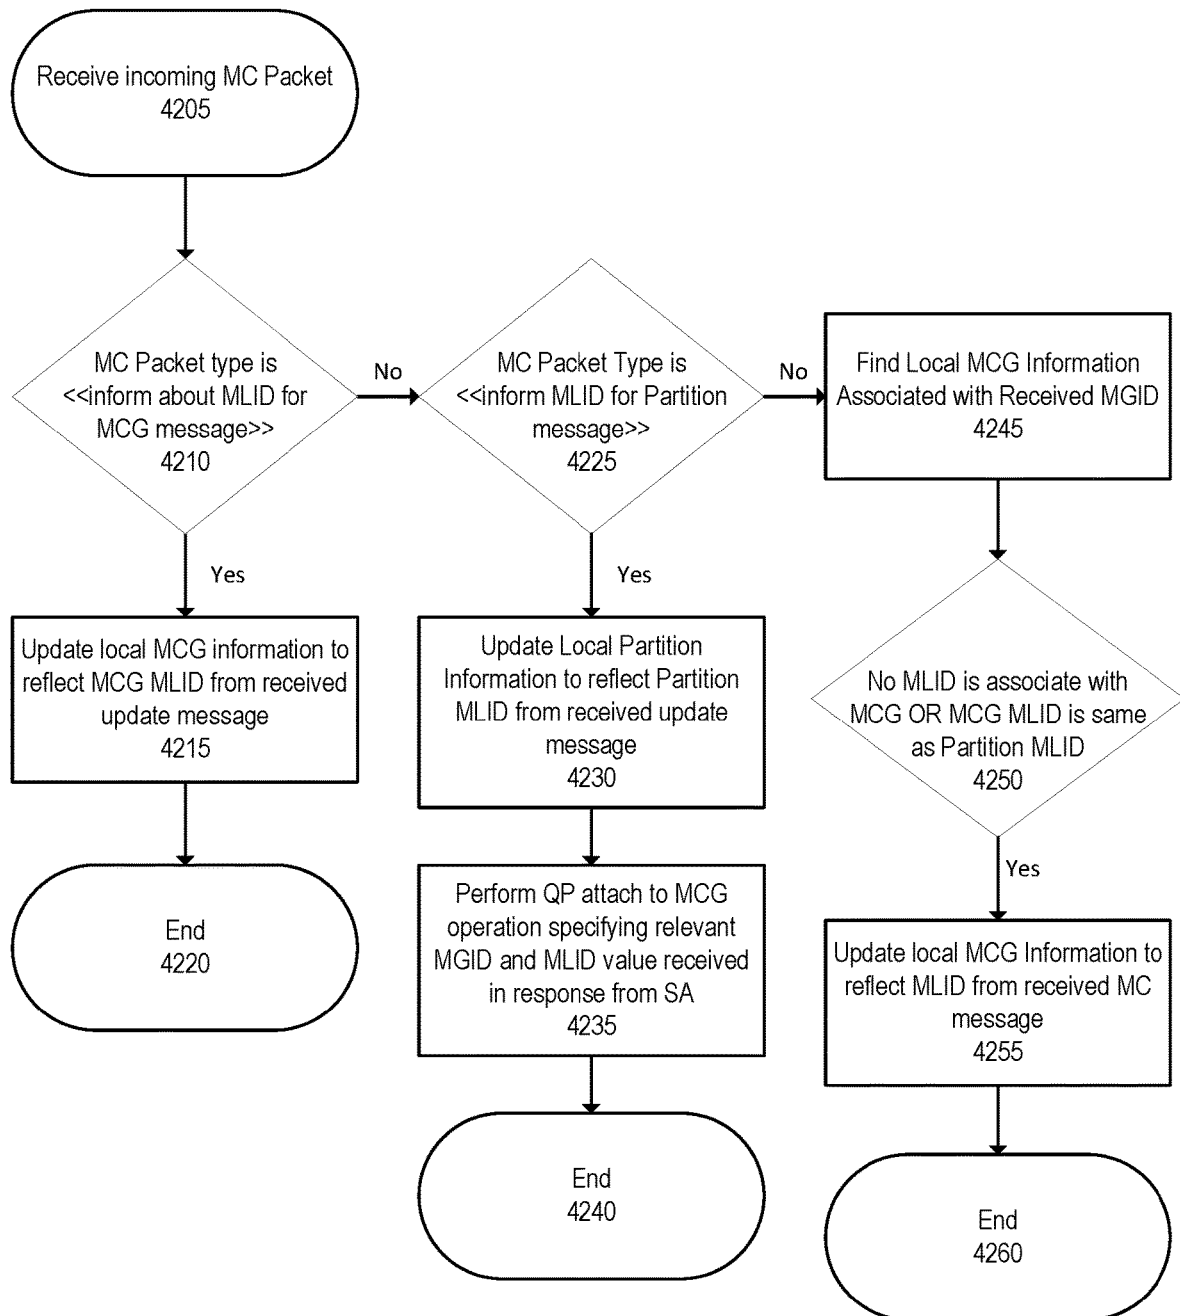 Receive incoming MC Packet
4205
MC Packet type is
<<inform about MLID for
MCG message>>
4210
No
MC Packet Type is
<<inform MLID for Partition
message>>
4225
No
Find Local MCG Information
Associated with Received MGID
4245
Yes
Yes
Update local MCG information to
reflect MCG MLID from received
update message
4215
Update Local Partition
Information to reflect Partition
MLID from received update
message
4230
No MLID is associate with
MCG OR MCG MLID is same
as Partition MLID
4250
Yes
End
4220
Perform QP attach to MCG
operation specifying relevant
MGID and MLID value received
in response from SA
4235
Update local MCG Information to
reflect MLID from received MC
message
4255
End
4240
End
4260